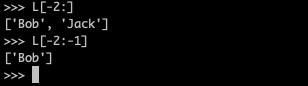 >>> L[-2:]
['Bob', 'Jack']
>>> L[-2:-1]
['Bob']
>>>